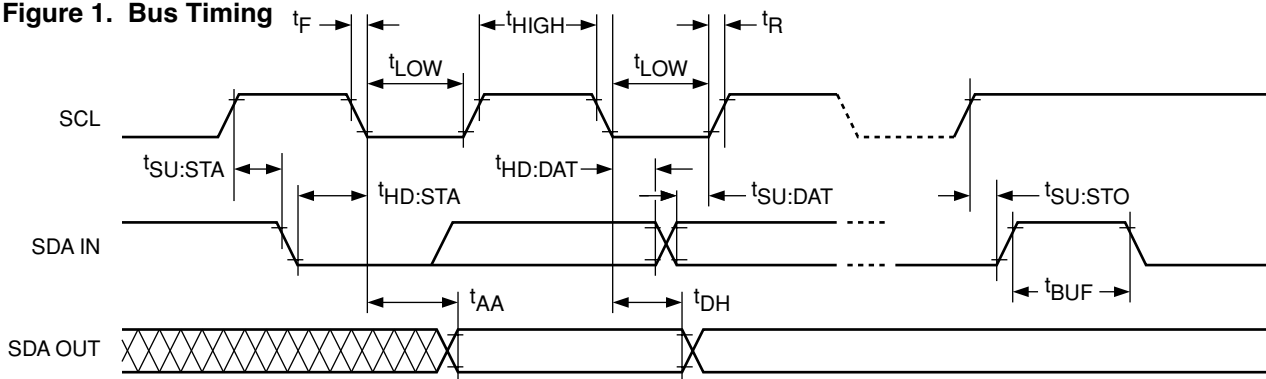 Figure 1. Bus Timing
tF
tHIGH
tR
tLOW
tLOW
SCL
tSU:STA
tHD:STA
tHD:DAT
tSU:DAT
tSU:STO
SDA IN
tBUF
tAA
tDH
SDA OUT